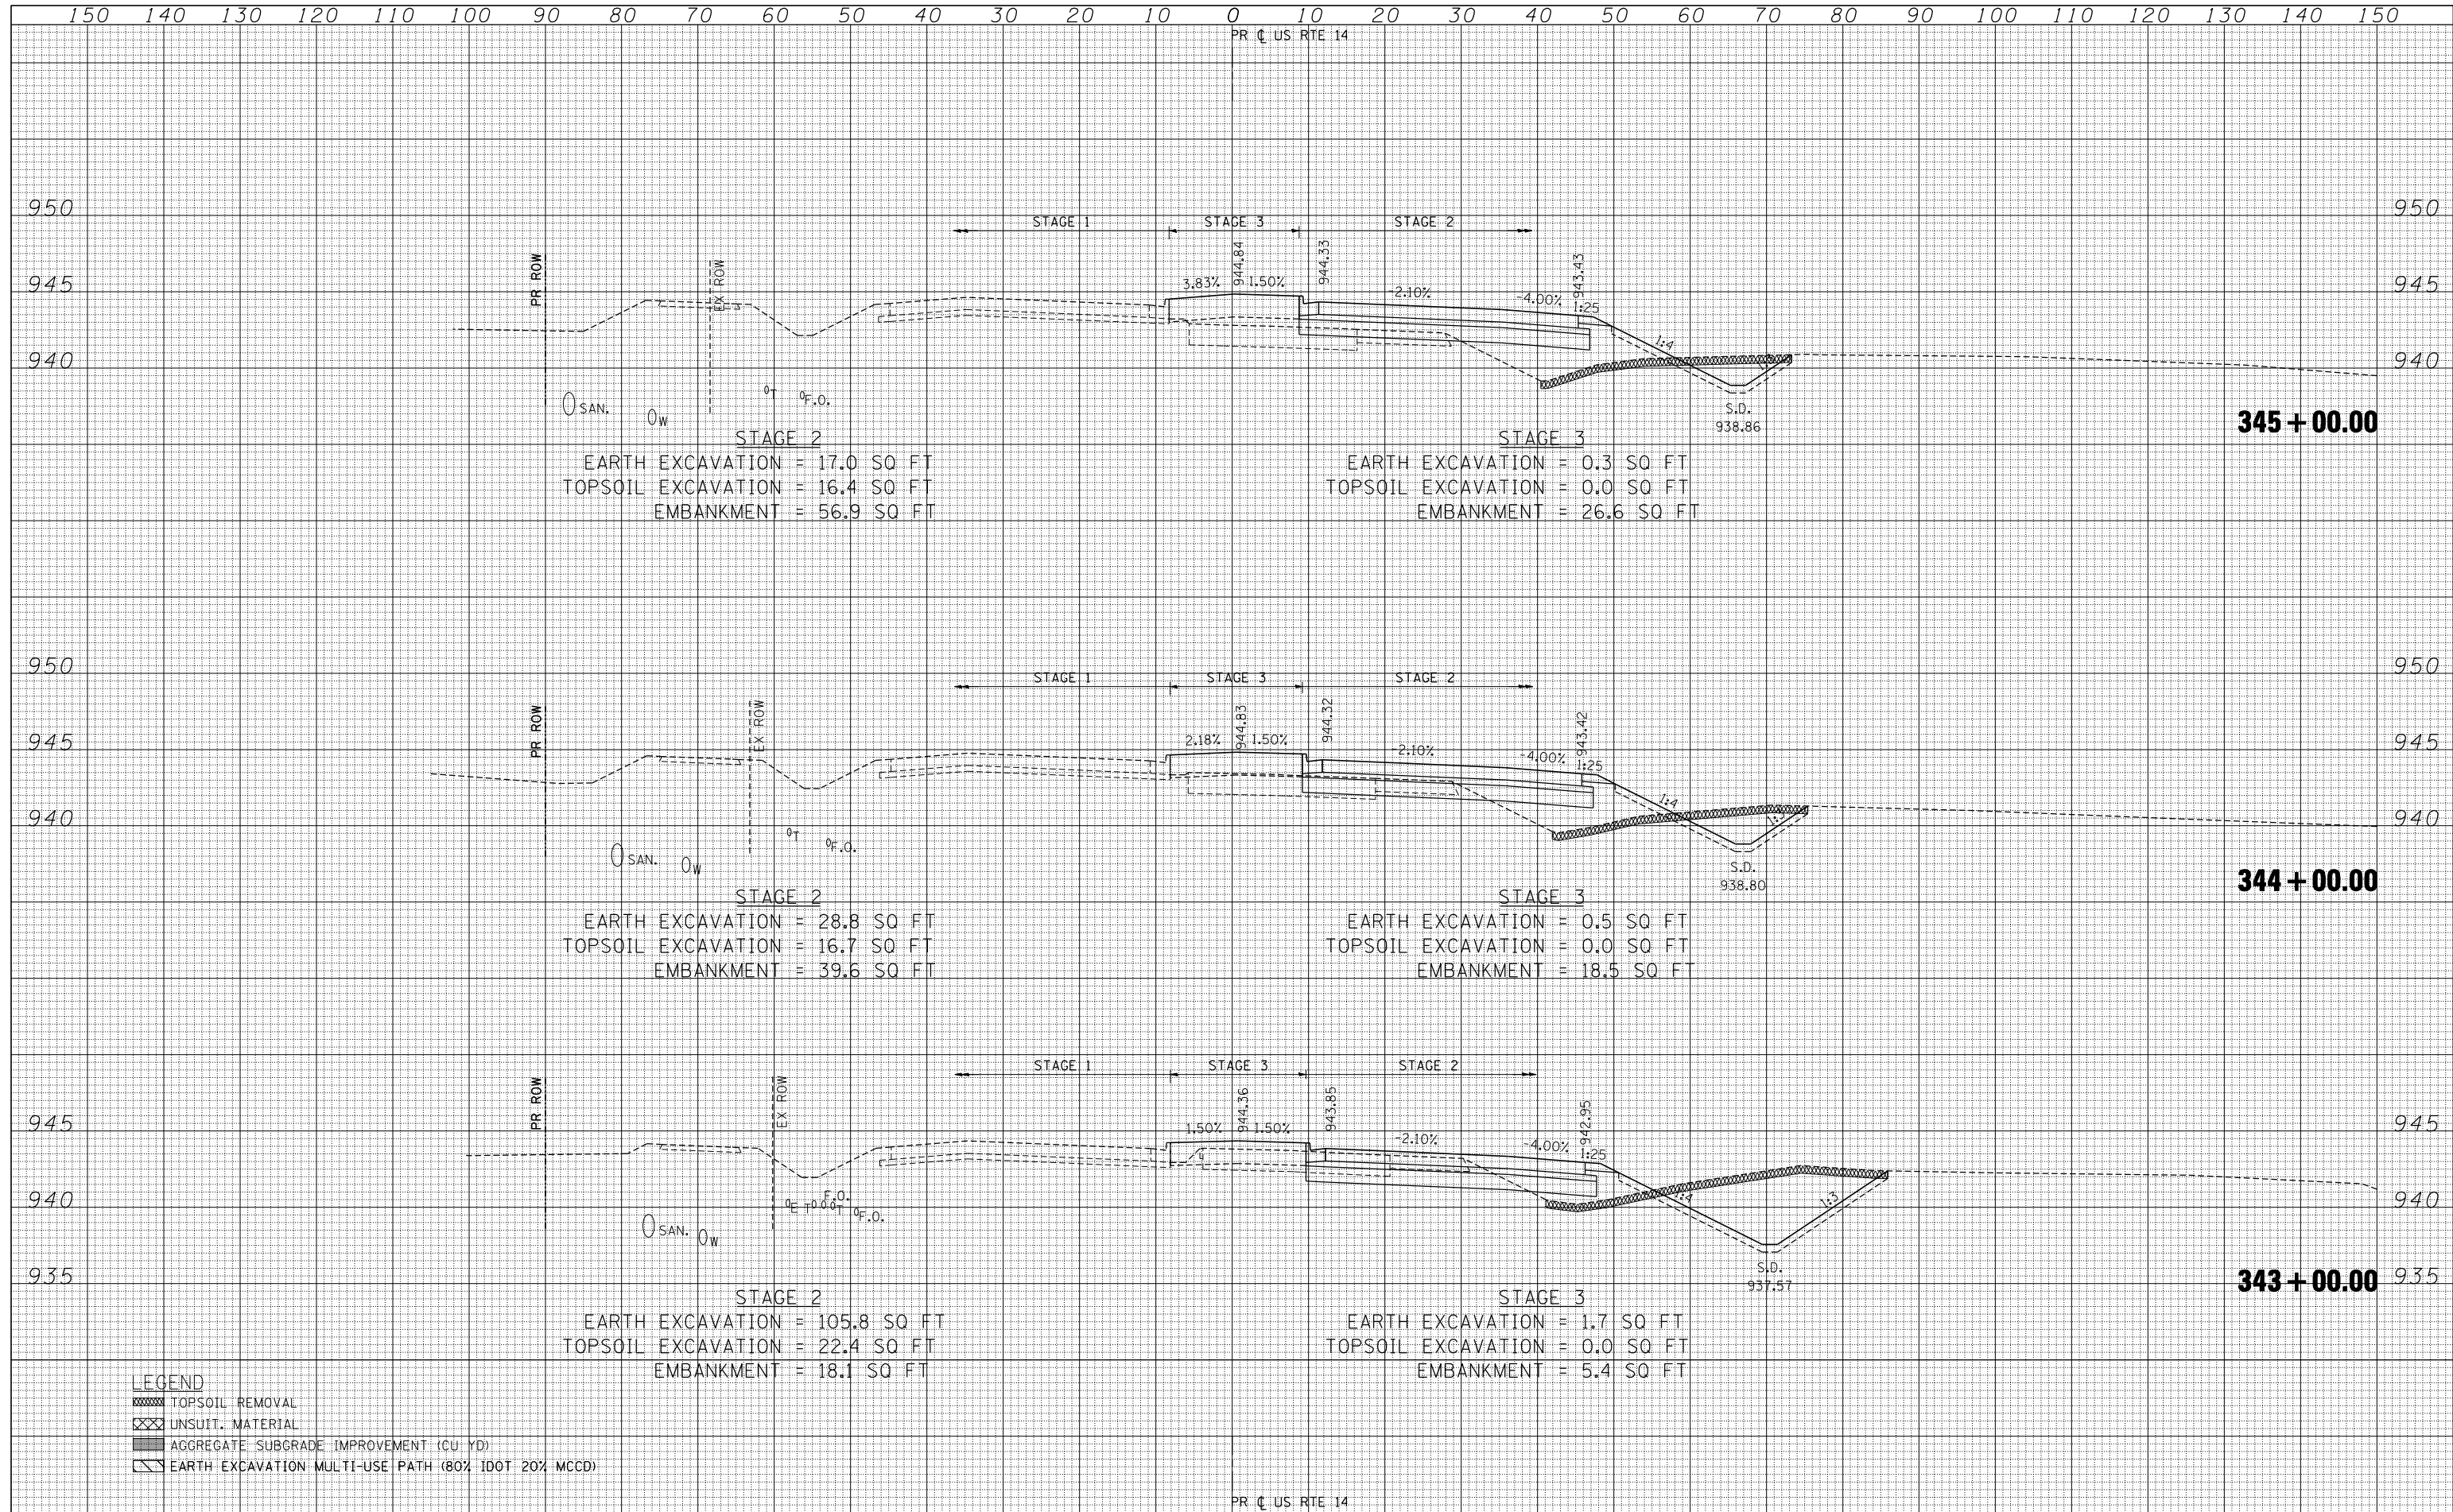 150 140 130 120 110 100 90 80 70 60 50 40 30 20 10 0 10 20 30 40 50 60 70 80 90 100 110 120 130 140 150
PR ℄ US RTE 14
950 950
STAGE 1 STAGE 3 STAGE 2
PR ROW EX ROW 944.84 944.33 943.43
945 3.83% 1.50% -2.10% -4.00% 1:25 945
1:4
940 940
T F.O.
SAN. W
S.D.
938.86
345+00.00
STAGE 2
EARTH EXCAVATION = 17.0 SQ FT
TOPSOIL EXCAVATION = 16.4 SQ FT
EMBANKMENT = 56.9 SQ FT
STAGE 3
EARTH EXCAVATION = 0.3 SQ FT
TOPSOIL EXCAVATION = 0.0 SQ FT
EMBANKMENT = 26.6 SQ FT
950 950
STAGE 1 STAGE 3 STAGE 2
PR ROW EX ROW 944.83 944.32 943.42
945 2.18% 1.50% -2.10% -4.00% 1:25 945
1:4 1:3
940 940
T F.O.
SAN. W
S.D.
938.80
344+00.00
STAGE 2
EARTH EXCAVATION = 28.8 SQ FT
TOPSOIL EXCAVATION = 16.7 SQ FT
EMBANKMENT = 39.6 SQ FT
STAGE 3
EARTH EXCAVATION = 0.5 SQ FT
TOPSOIL EXCAVATION = 0.0 SQ FT
EMBANKMENT = 18.5 SQ FT
STAGE 1 STAGE 3 STAGE 2
PR ROW EX ROW 944.36 943.85 942.95
945 1.50% 1.50% -2.10% -4.00% 1:25 945
1:4 1:3
940 940
F.O.
E T T F.O.
SAN. W
S.D.
937.57
935 343+00.00 935
STAGE 2
EARTH EXCAVATION = 105.8 SQ FT
TOPSOIL EXCAVATION = 22.4 SQ FT
EMBANKMENT = 18.1 SQ FT
STAGE 3
EARTH EXCAVATION = 1.7 SQ FT
TOPSOIL EXCAVATION = 0.0 SQ FT
EMBANKMENT = 5.4 SQ FT
LEGEND
TOPSOIL REMOVAL
UNSUIT. MATERIAL
AGGREGATE SUBGRADE IMPROVEMENT (CU YD)
EARTH EXCAVATION MULTI-USE PATH (80% IDOT 20% MCCD)
PR ℄ US RTE 14